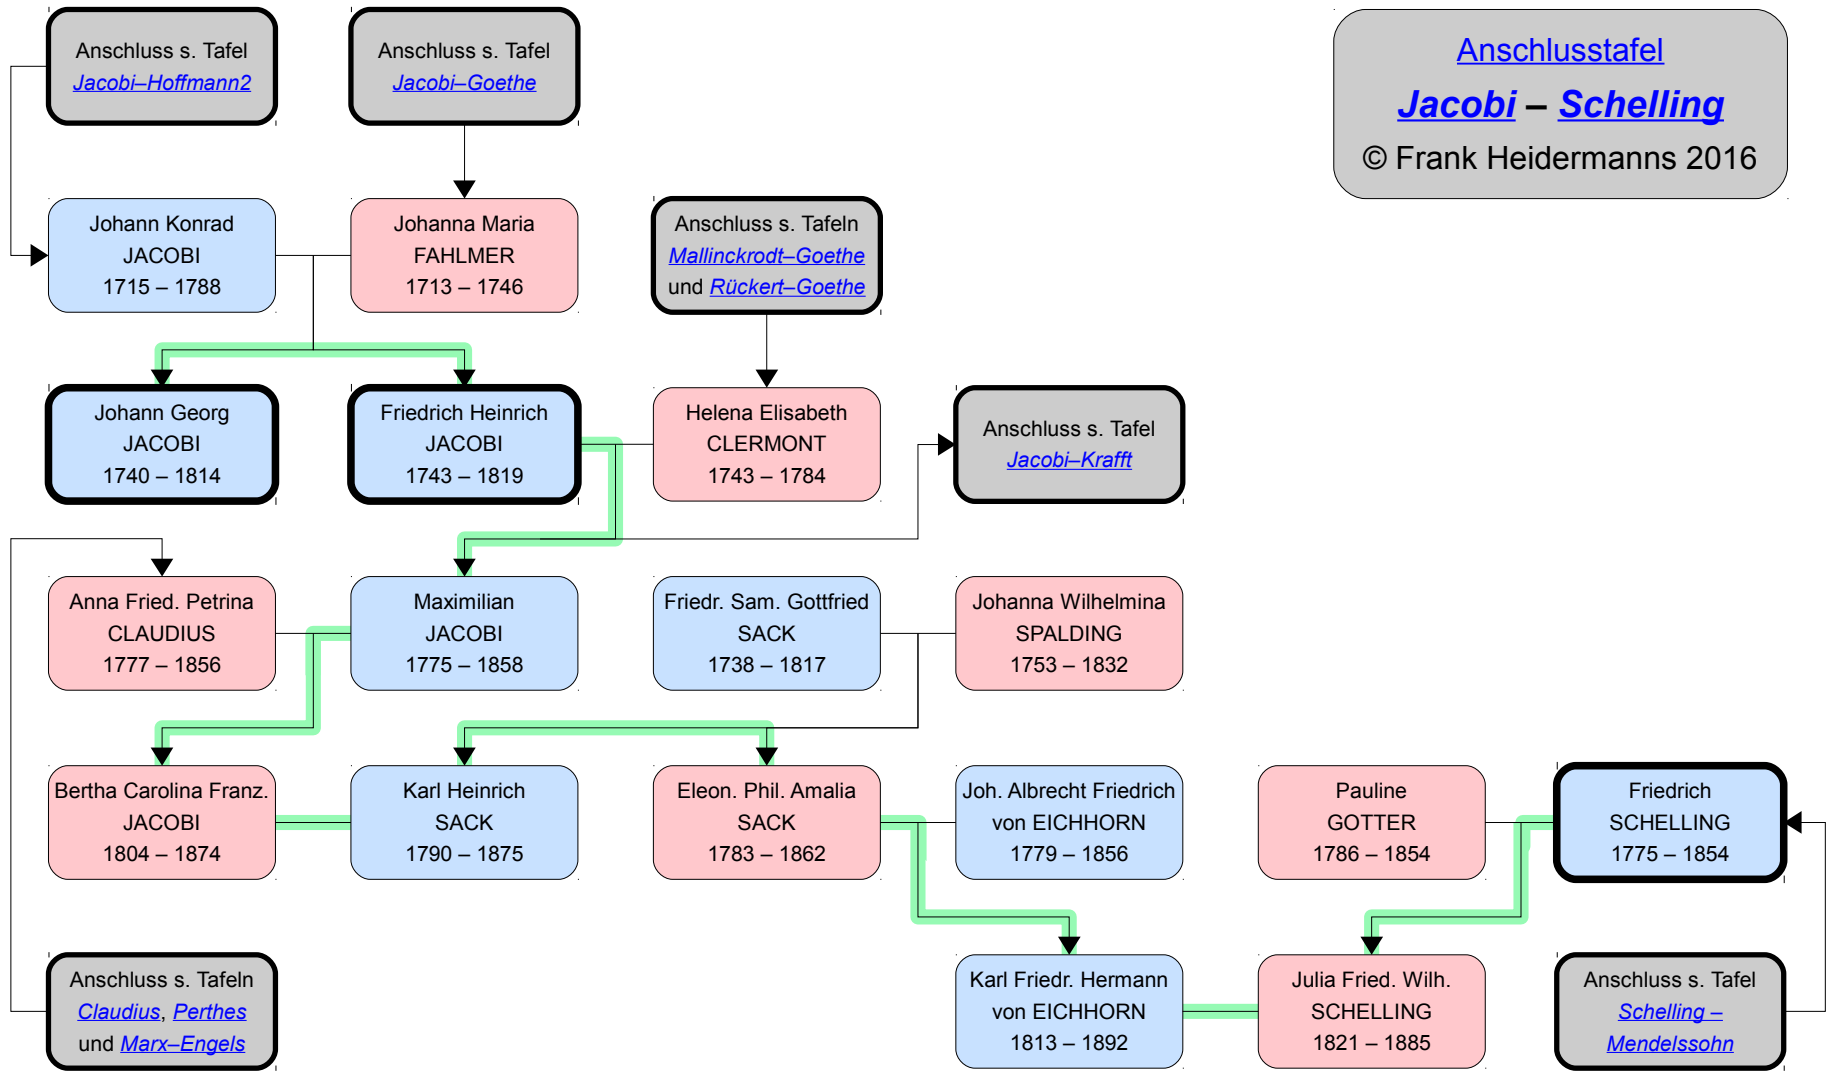 Anschluss s. Tafel
Jacobi–Hoffmann2
Anschluss s. Tafel
Jacobi–Goethe
Anschlusstafel
Jacobi – Schelling
© Frank Heidermanns 2016
Johann Konrad
JACOBI
1715 – 1788
Johanna Maria
FAHLMER
1713 – 1746
Anschluss s. Tafeln
Mallinckrodt–Goethe
und Rückert–Goethe
Johann Georg
JACOBI
1740 – 1814
Friedrich Heinrich
JACOBI
1743 – 1819
Helena Elisabeth
CLERMONT
1743 – 1784
Anschluss s. Tafel
Jacobi–Krafft
Anna Fried. Petrina
CLAUDIUS
1777 – 1856
Maximilian
JACOBI
1775 – 1858
Friedr. Sam. Gottfried
SACK
1738 – 1817
Johanna Wilhelmina
SPALDING
1753 – 1832
Bertha Carolina Franz.
JACOBI
1804 – 1874
Karl Heinrich
SACK
1790 – 1875
Eleon. Phil. Amalia
SACK
1783 – 1862
Joh. Albrecht Friedrich
von EICHHORN
1779 – 1856
Pauline
GOTTER
1786 – 1854
Friedrich
SCHELLING
1775 – 1854
Anschluss s. Tafeln
Claudius, Perthes
und Marx–Engels
Karl Friedr. Hermann
von EICHHORN
1813 – 1892
Julia Fried. Wilh.
SCHELLING
1821 – 1885
Anschluss s. Tafel
Schelling –
Mendelssohn